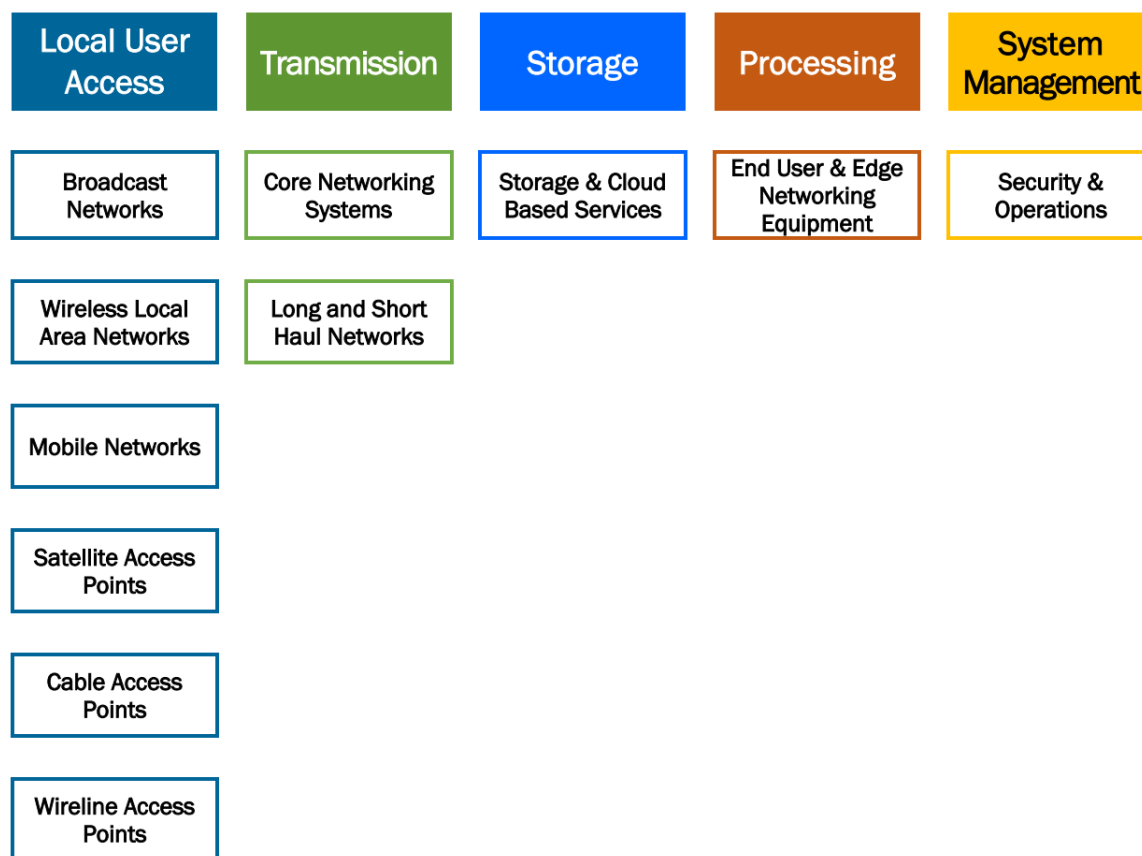 Local User
Access
Transmission
Storage
Processing
System
Management
Broadcast
Networks
Core Networking
Systems
Storage & Cloud
Based Services
End User & Edge
Networking
Equipment
Security &
Operations
Wireless Local
Area Networks
Long and Short
Haul Networks
Mobile Networks
Satellite Access
Points
Cable Access
Points
Wireline Access
Points